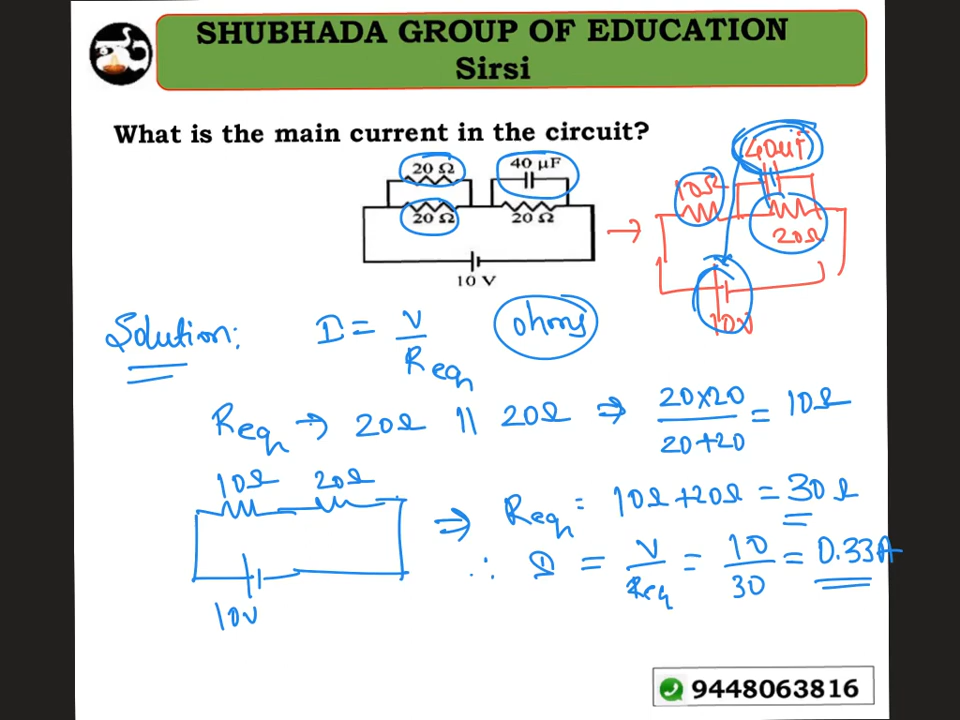 SHUBHADA GROUP OF EDUCATION
Sirsi
What is the main current in the circuit?
20 Ω
40 µF
20 Ω
20 Ω
10 V
40µF
10Ω
20Ω
10V
Solution: I = V / Req ohms
Req → 20Ω || 20Ω ⇒ 20×20 / 20+20 = 10Ω
10Ω 20Ω
10V
⇒ Req = 10Ω+20Ω = 30Ω
∴ I = V / Req = 10 / 30 = 0.33A
9448063816